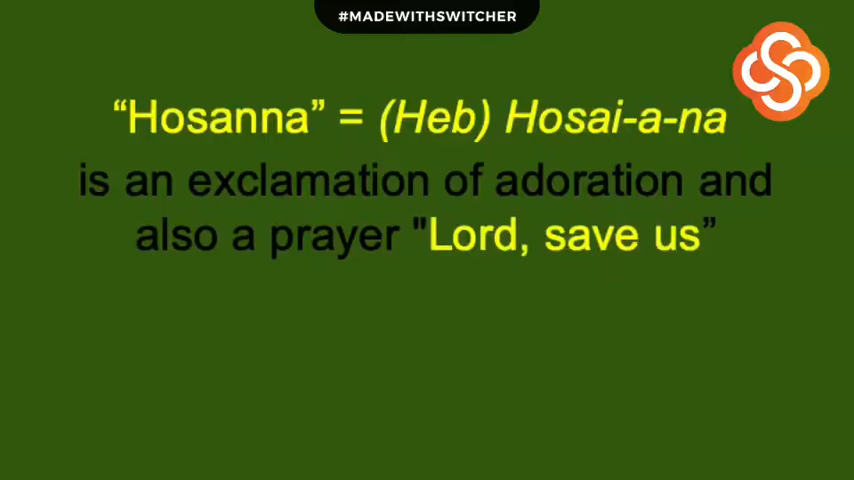 #MADEWITHSWITCHER
“Hosanna” = (Heb) Hosai-a-na
is an exclamation of adoration and
also a prayer "Lord, save us”